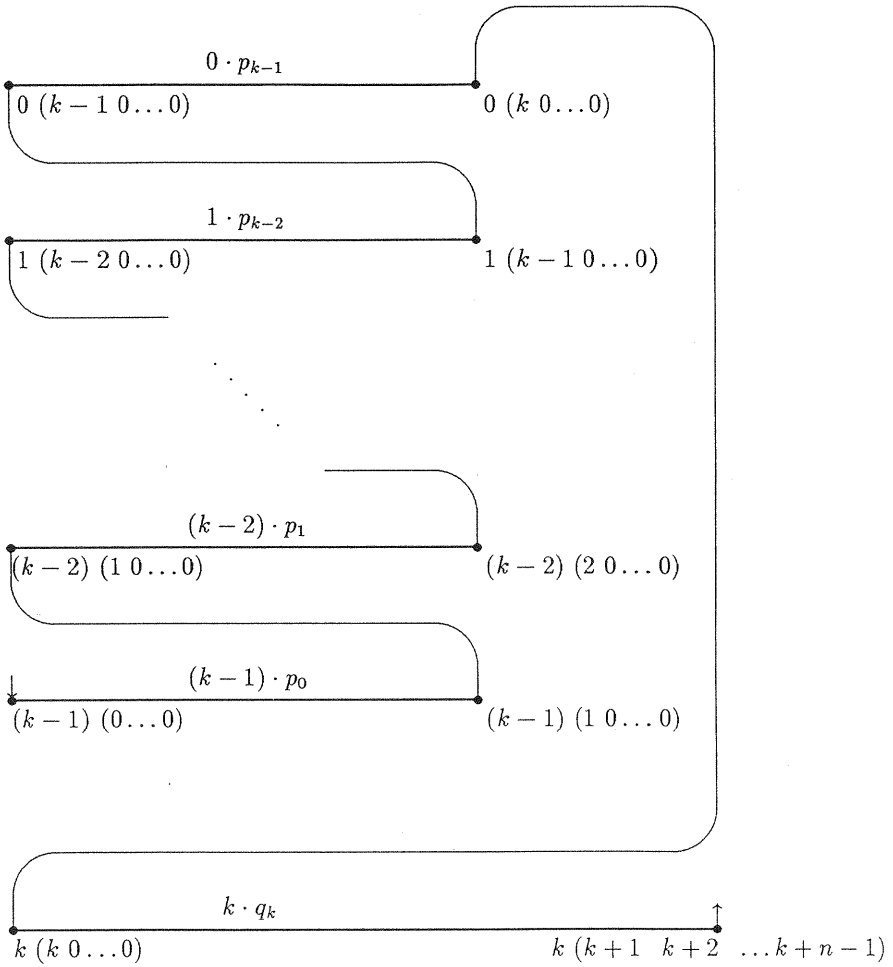 0 · p_{k−1}
0 (k − 1 0...0) 0 (k 0...0)
1 · p_{k−2}
1 (k − 2 0...0) 1 (k − 1 0...0)
(k − 2) · p_1
(k − 2) (1 0...0) (k − 2) (2 0...0)
(k − 1) · p_0
(k − 1) (0...0) (k − 1) (1 0...0)
k · q_k
k (k 0...0) k (k + 1 k + 2 ...k + n − 1)